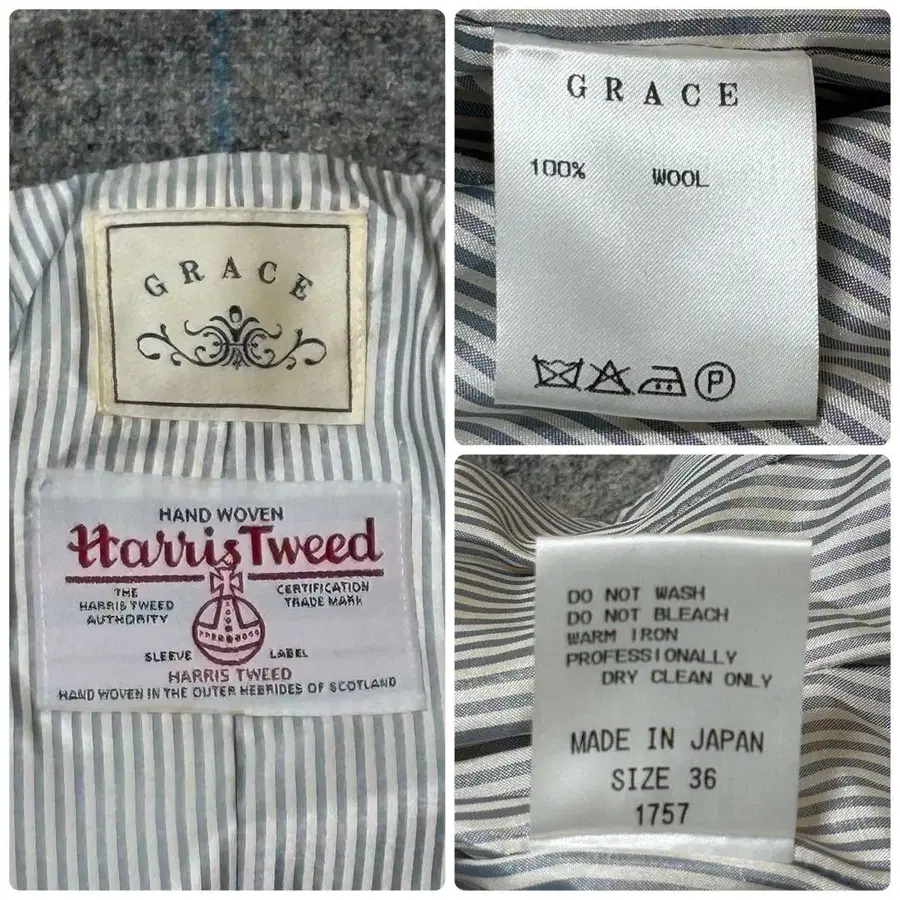 GRACE
HAND WOVEN
Harris Tweed
THE
HARRIS TWEED
AUTHORITY
CERTIFICATION
TRADE MARK
SLEEVE LABEL
HARRIS TWEED
HAND WOVEN IN THE OUTER HEBRIDES OF SCOTLAND
GRACE
100% WOOL
P
DO NOT WASH
DO NOT BLEACH
WARM IRON
PROFESSIONALLY
DRY CLEAN ONLY
MADE IN JAPAN
SIZE 36
1757